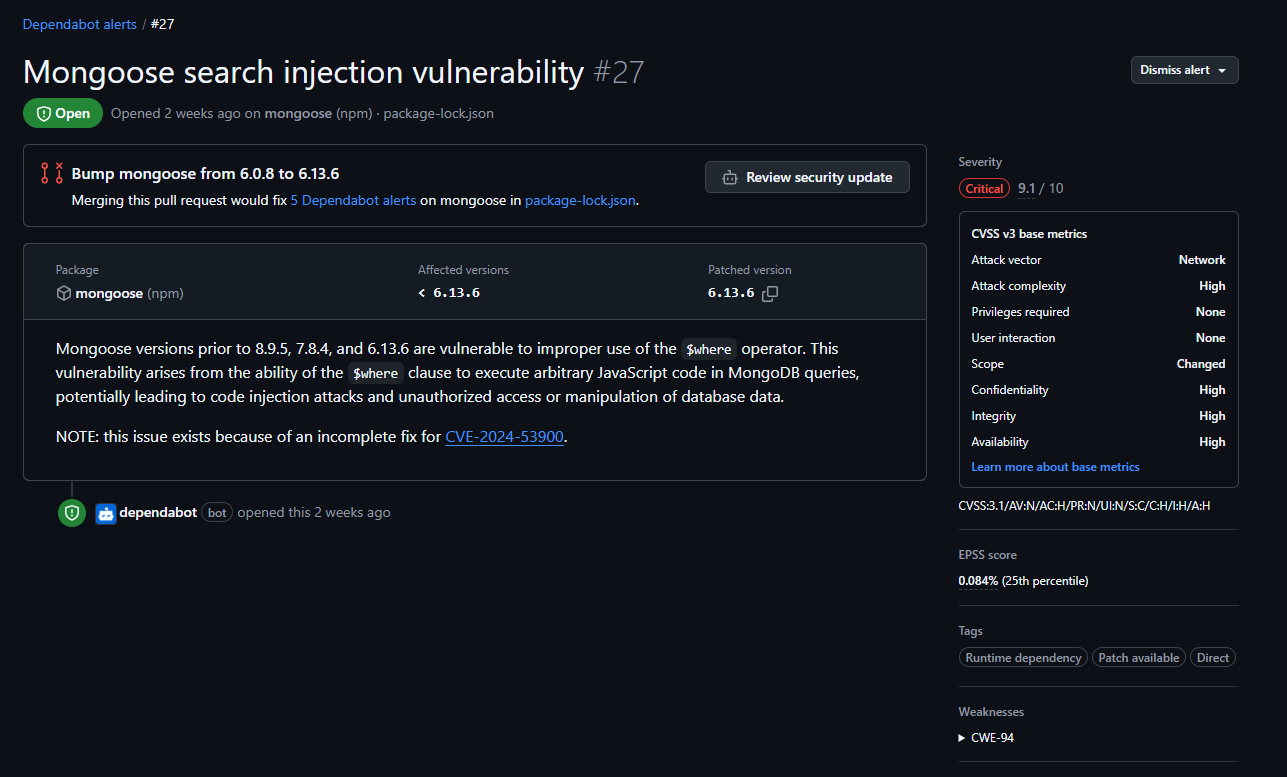 Dependabot alerts / #27
Mongoose search injection vulnerability #27
Dismiss alert
Open
Opened 2 weeks ago on mongoose (npm) · package-lock.json
Bump mongoose from 6.0.8 to 6.13.6
Merging this pull request would fix 5 Dependabot alerts on mongoose in package-lock.json.
Review security update
Package
mongoose (npm)
Affected versions
< 6.13.6
Patched version
6.13.6
Mongoose versions prior to 8.9.5, 7.8.4, and 6.13.6 are vulnerable to improper use of the $where operator. This
vulnerability arises from the ability of the $where clause to execute arbitrary JavaScript code in MongoDB queries,
potentially leading to code injection attacks and unauthorized access or manipulation of database data.
NOTE: this issue exists because of an incomplete fix for CVE-2024-53900.
dependabot bot opened this 2 weeks ago
Severity
Critical 9.1 / 10
CVSS v3 base metrics
Attack vector Network
Attack complexity High
Privileges required None
User interaction None
Scope Changed
Confidentiality High
Integrity High
Availability High
Learn more about base metrics
CVSS:3.1/AV:N/AC:H/PR:N/UI:N/S:C/C:H/I:H/A:H
EPSS score
0.084% (25th percentile)
Tags
Runtime dependency Patch available Direct
Weaknesses
CWE-94